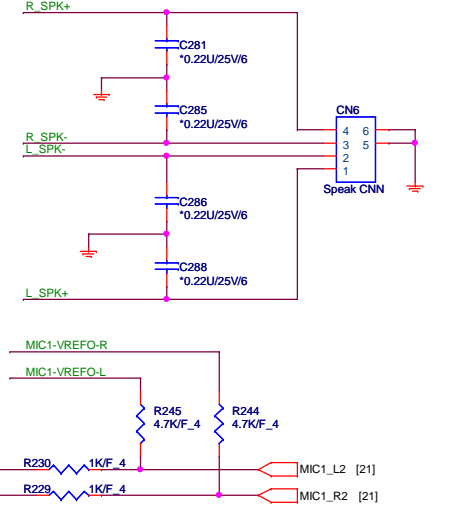 R_SPK+
C281
*0.22U/25V/6
C285
*0.22U/25V/6
CN6
4 6
3 5
2
1
Speak CNN
R_SPK-
L_SPK-
C286
*0.22U/25V/6
C288
*0.22U/25V/6
L_SPK+
MIC1-VREFO-R
MIC1-VREFO-L
R245
4.7K/F_4
R244
4.7K/F_4
R230 1K/F_4
MIC1_L2 [21]
R229 1K/F_4
MIC1_R2 [21]